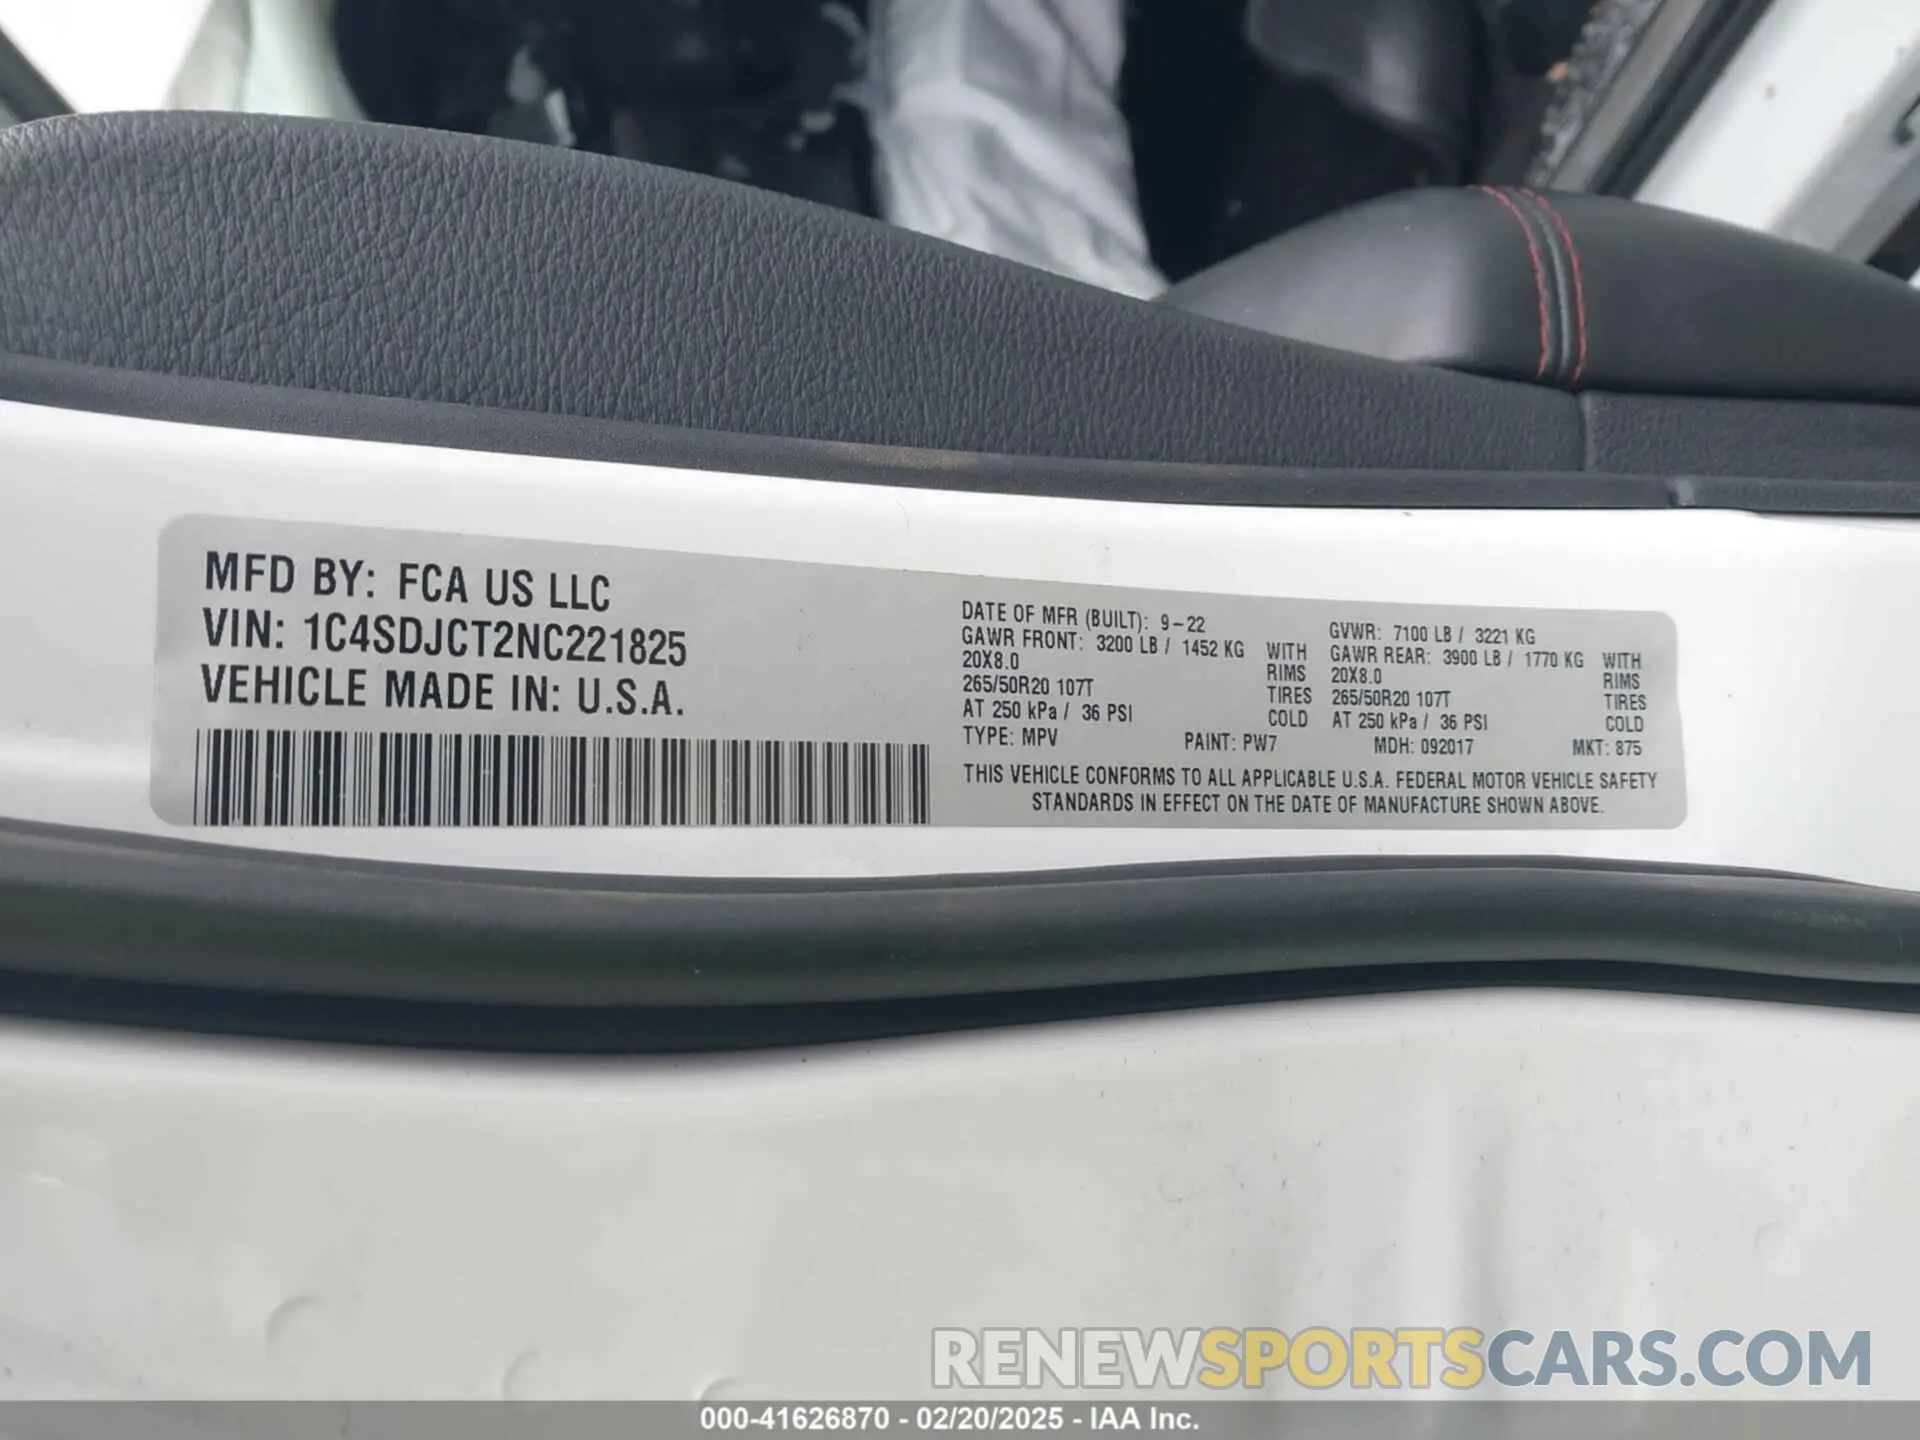 MFD BY: FCA US LLC
VIN: 1C4SDJCT2NC221825
VEHICLE MADE IN: U.S.A.
DATE OF MFR (BUILT): 9-22
GAWR FRONT: 3200 LB / 1452 KG WITH
20X8.0 RIMS
265/50R20 107T TIRES
AT 250 kPa / 36 PSI COLD
GVWR: 7100 LB / 3221 KG
GAWR REAR: 3900 LB / 1770 KG WITH
20X8.0 RIMS
265/50R20 107T TIRES
AT 250 kPa / 36 PSI COLD
TYPE: MPV PAINT: PW7 MDH: 092017 MKT: 875
THIS VEHICLE CONFORMS TO ALL APPLICABLE U.S.A. FEDERAL MOTOR VEHICLE SAFETY
STANDARDS IN EFFECT ON THE DATE OF MANUFACTURE SHOWN ABOVE.
RENEWSPORTSCARS.COM
000-41626870 - 02/20/2025 - IAA Inc.